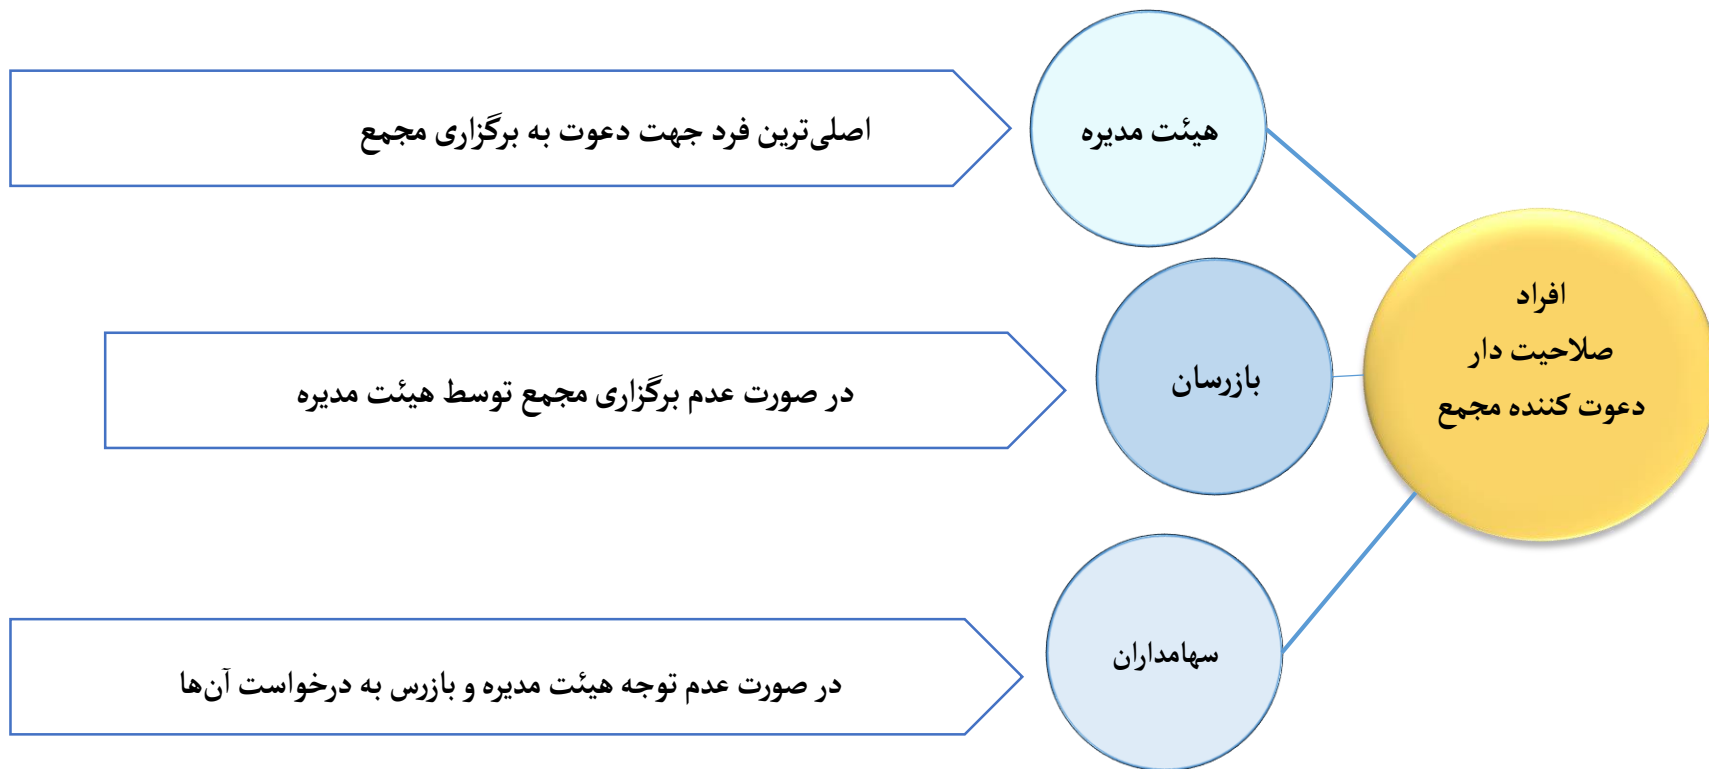 افراد
صلاحیت دار
دعوت کننده مجمع
هیئت مدیره
اصلی‌ترین فرد جهت دعوت به برگزاری مجمع
بازرسان
در صورت عدم برگزاری مجمع توسط هیئت مدیره
سهامداران
در صورت عدم توجه هیئت مدیره و بازرس به درخواست آن‌ها